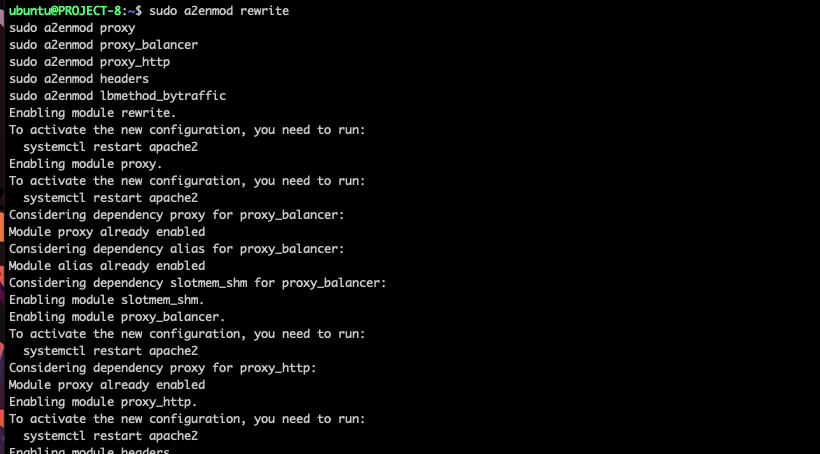 ubuntu@PROJECT-8:~$ sudo a2enmod rewrite
sudo a2enmod proxy
sudo a2enmod proxy_balancer
sudo a2enmod proxy_http
sudo a2enmod headers
sudo a2enmod lbmethod_bytraffic
Enabling module rewrite.
To activate the new configuration, you need to run:
  systemctl restart apache2
Enabling module proxy.
To activate the new configuration, you need to run:
  systemctl restart apache2
Considering dependency proxy for proxy_balancer:
Module proxy already enabled
Considering dependency alias for proxy_balancer:
Module alias already enabled
Considering dependency slotmem_shm for proxy_balancer:
Enabling module slotmem_shm.
Enabling module proxy_balancer.
To activate the new configuration, you need to run:
  systemctl restart apache2
Considering dependency proxy for proxy_http:
Module proxy already enabled
Enabling module proxy_http.
To activate the new configuration, you need to run:
  systemctl restart apache2
Enabling module headers